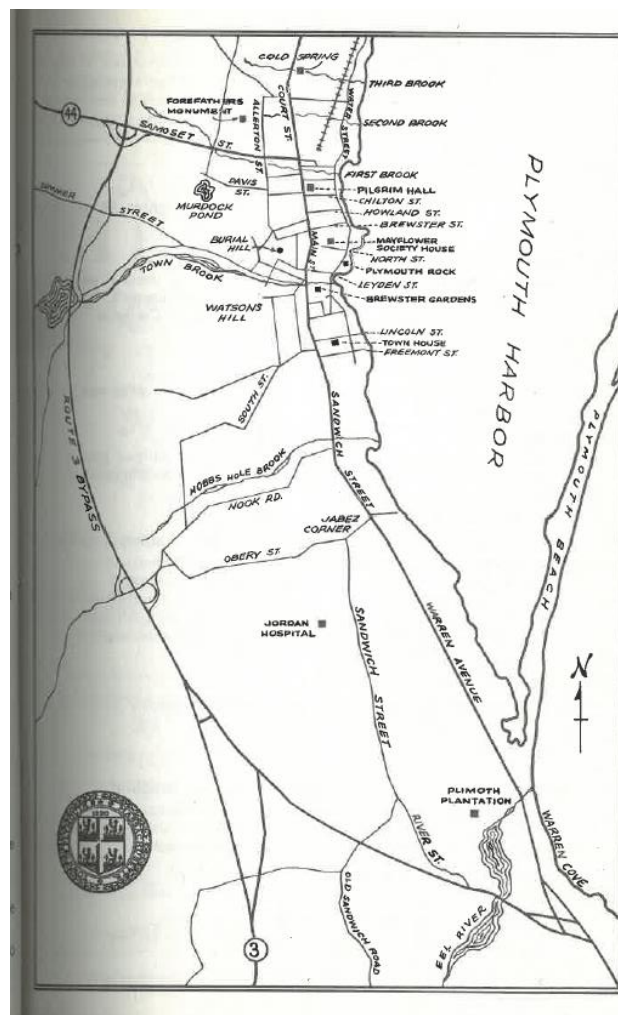 COLD SPRING
THIRD BROOK
FOREFATHERS
MONUMENT
ALLERTON ST.
COURT ST.
WATER
STREET
SECOND BROOK
44
SAMOSET
ST.
FIRST BROOK
DAVIS
ST.
PILGRIM HALL
CHILTON ST.
HOWLAND ST.
BREWSTER ST.
SUMMER
STREET
MURDOCK
POND
BURIAL
HILL
MAIN ST.
MAYFLOWER
SOCIETY HOUSE
NORTH ST.
PLYMOUTH ROCK
LEYDEN ST.
BREWSTER GARDENS
TOWN BROOK
WATSONS
HILL
LINCOLN ST.
TOWN HOUSE
FREEMONT ST.
PLYMOUTH HARBOR
SOUTH ST.
SANDWICH
STREET
ROUTE 3 BYPASS
HOBBS HOLE BROOK
NOOK RD.
JABEZ
CORNER
OBERY ST.
PLYMOUTH BEACH
JORDAN
HOSPITAL
SANDWICH
STREET
WARREN AVENUE
N
PLIMOTH
PLANTATION
RIVER ST.
WARREN COVE
1620
OLD SANDWICH ROAD
EEL RIVER
3